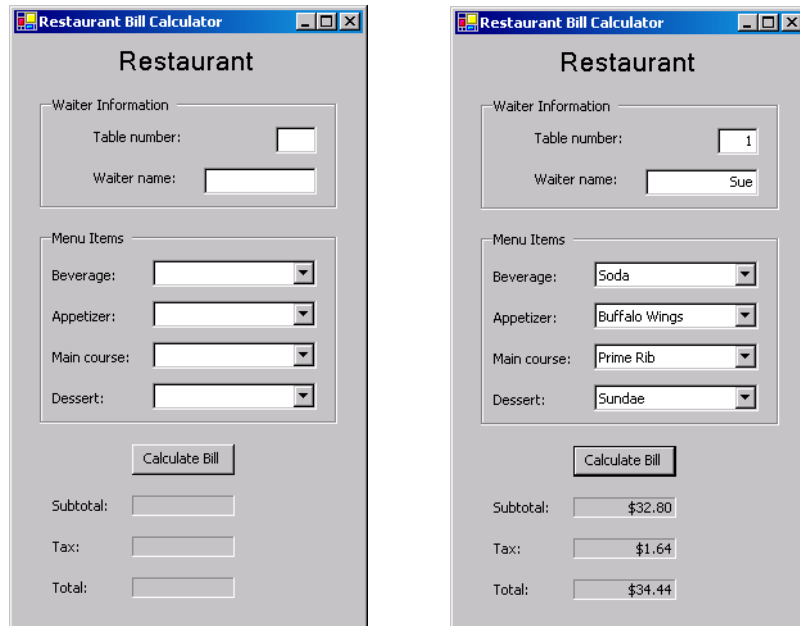 Restaurant Bill Calculator
Restaurant
Waiter Information
Table number:
Waiter name:
Menu Items
Beverage:
Appetizer:
Main course:
Dessert:
Calculate Bill
Subtotal:
Tax:
Total:
Restaurant Bill Calculator
Restaurant
Waiter Information
Table number: 1
Waiter name: Sue
Menu Items
Beverage: Soda
Appetizer: Buffalo Wings
Main course: Prime Rib
Dessert: Sundae
Calculate Bill
Subtotal: $32.80
Tax: $1.64
Total: $34.44